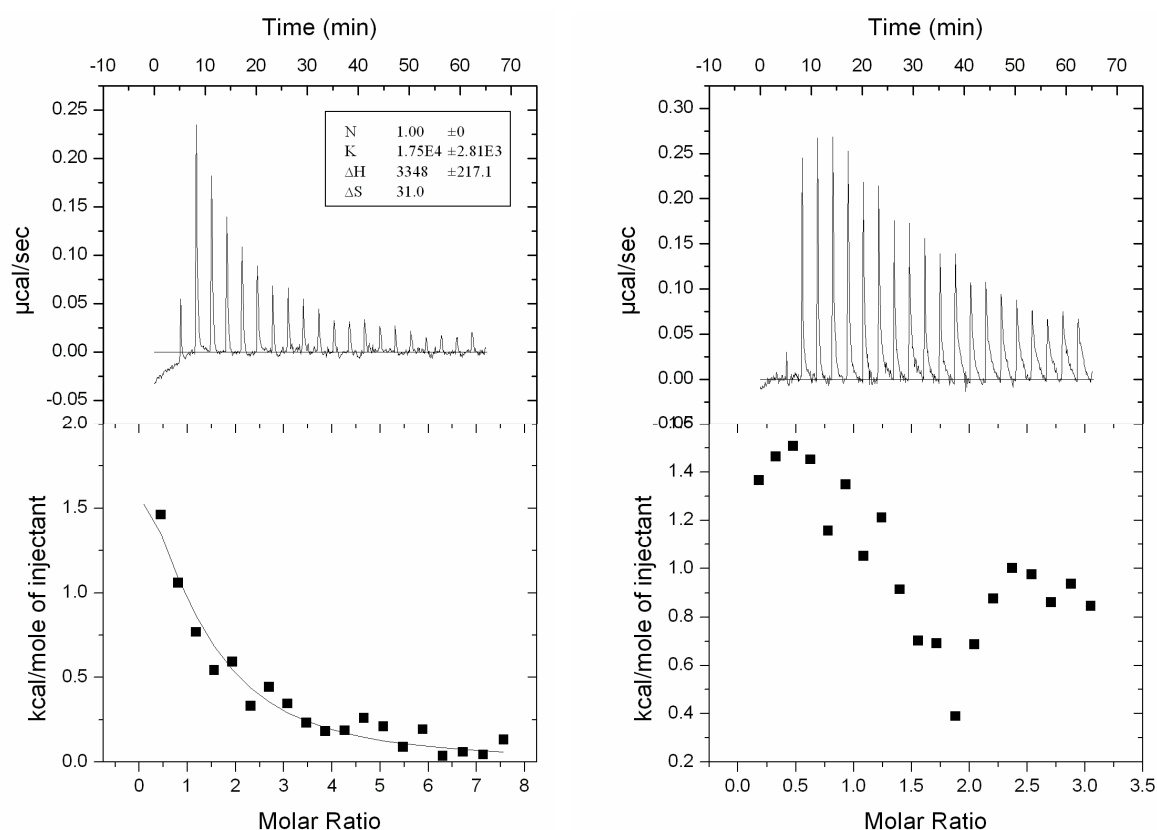 Time (min)
-10 0 10 20 30 40 50 60 70
0.25
0.20
0.15
0.10
0.05
0.00
-0.05
µcal/sec
N 1.00 ±0
K 1.75E4 ±2.81E3
ΔH 3348 ±217.1
ΔS 31.0
2.0
1.5
1.0
0.5
0.0
kcal/mole of injectant
0 1 2 3 4 5 6 7 8
Molar Ratio
Time (min)
-10 0 10 20 30 40 50 60 70
0.30
0.25
0.20
0.15
0.10
0.05
0.00
µcal/sec
1.4
1.2
1.0
0.8
0.6
0.4
0.2
kcal/mole of injectant
0.0 0.5 1.0 1.5 2.0 2.5 3.0 3.5
Molar Ratio